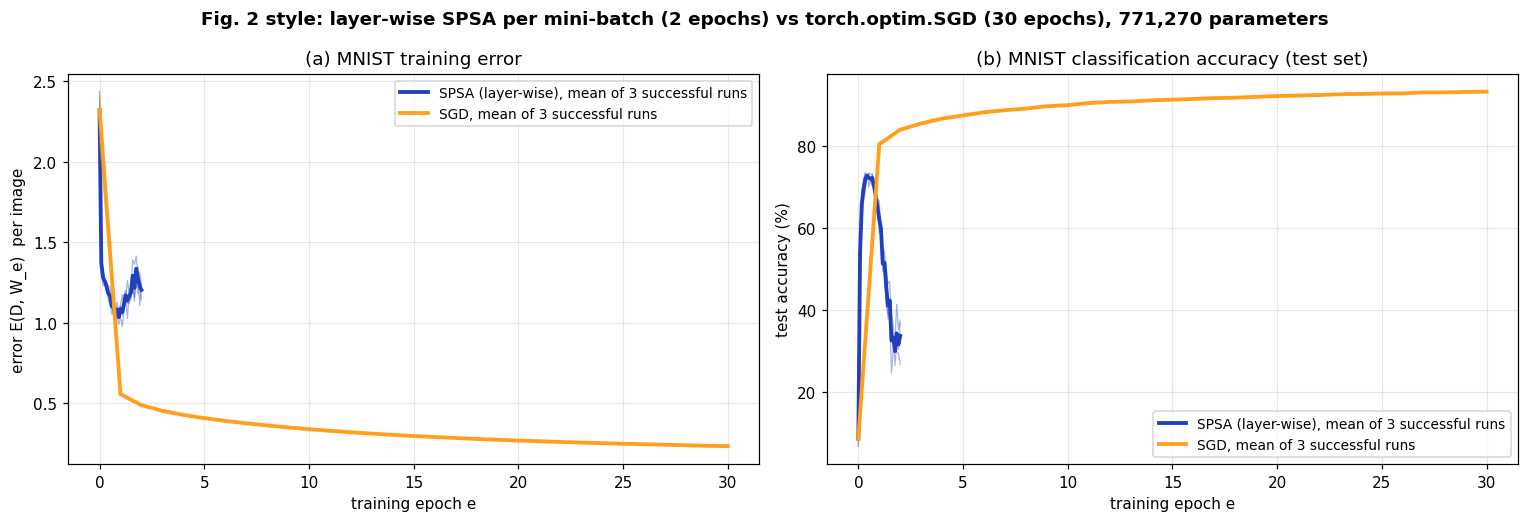 Fig. 2 style: layer-wise SPSA per mini-batch (2 epochs) vs torch.optim.SGD (30 epochs), 771,270 parameters
(a) MNIST training error
error E(D, W_e)  per image
2.5
2.0
1.5
1.0
0.5
SPSA (layer-wise), mean of 3 successful runs
SGD, mean of 3 successful runs
0 5 10 15 20 25 30
training epoch e
(b) MNIST classification accuracy (test set)
test accuracy (%)
80
60
40
20
SPSA (layer-wise), mean of 3 successful runs
SGD, mean of 3 successful runs
0 5 10 15 20 25 30
training epoch e